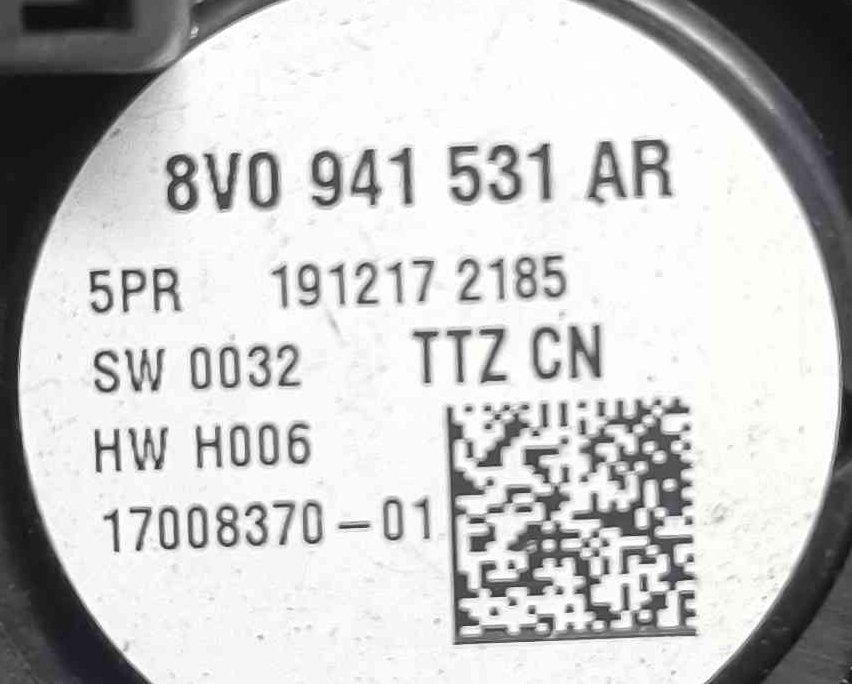 8V0 941 531 AR
5PR 191217 2185
SW 0032 TTZ CN
HW H006
17008370-01